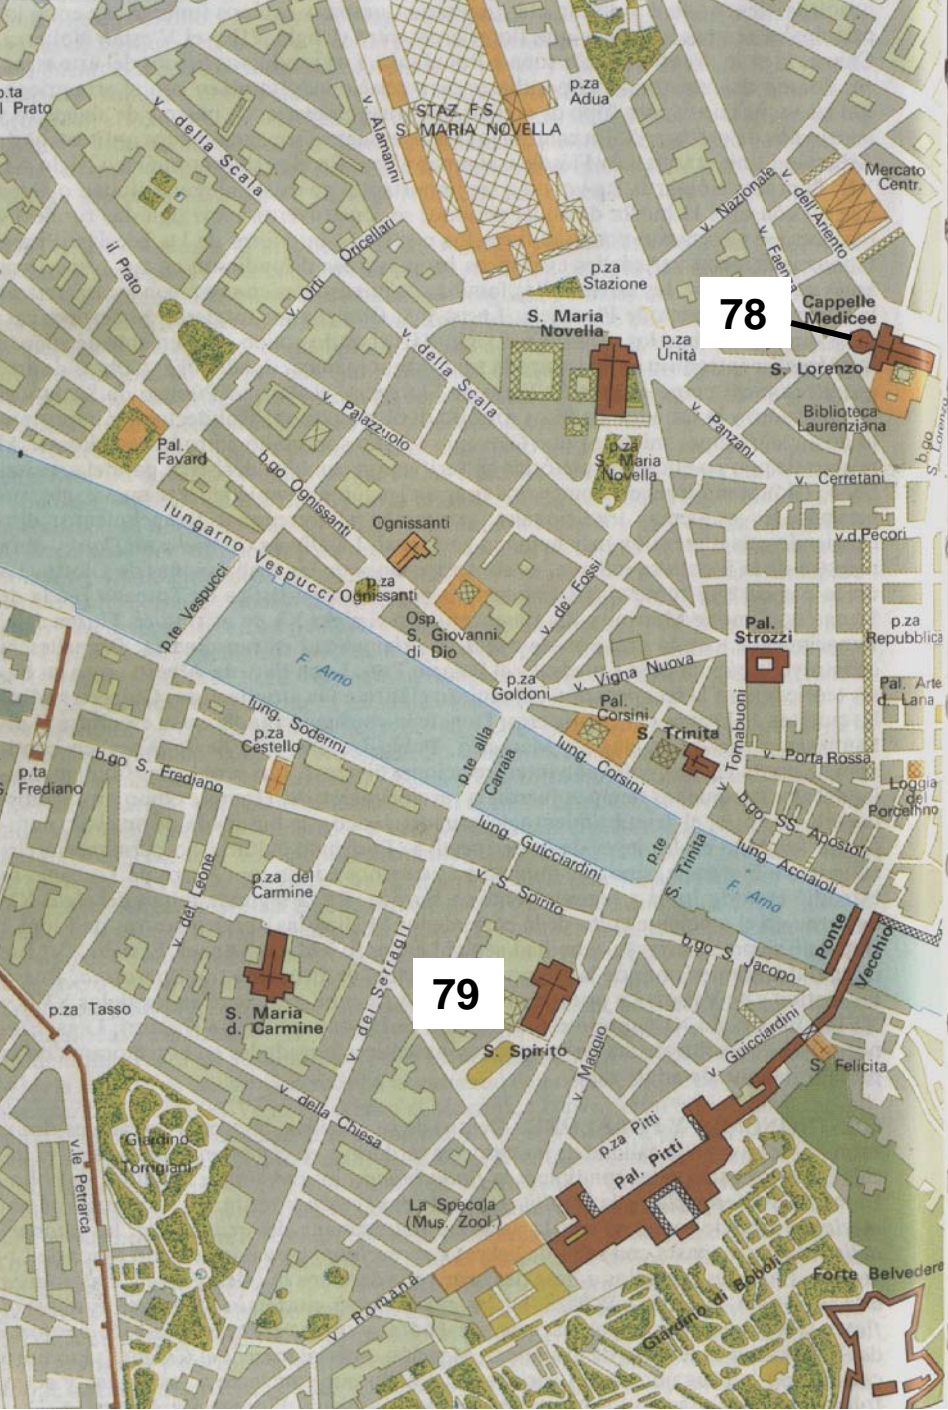 p.za
Adua
p.ta
l Prato
STAZ. F.S.
S. MARIA NOVELLA
v. della Scala
v. Alamanni
Mercato
Centr.
v. Nazionale
v. dell'Ariento
v. Faenza
il Prato
v. Orti Oricellari
p.za
Stazione
Cappelle
Medicee
78
S. Maria
Novella
p.za
Unità
S. Lorenzo
v. della Scala
v. Palazzuolo
v. Panzani
Biblioteca
Laurenziana
b.go
S. Lorenzo
Pal.
Favard
p.za
S. Maria
Novella
b.go Ognissanti
v. Cerretani
lungarno Vespucci
Ognissanti
v.d.Pecori
p.te Vespucci
p.za
Ognissanti
v. de' Fossi
Osp.
S. Giovanni
di Dio
Pal.
Strozzi
p.za
Repubblica
F. Arno
p.za
Goldoni
v. Vigna Nuova
Pal. Arte
d. Lana
lung. Soderini
Pal.
Corsini
S. Trinita
v. Tornabuoni
p.za
Cestello
p.te alla
Carraia
lung. Corsini
v. Porta Rossa
b.go S. Frediano
p.ta
S. Frediano
Loggia
del
Porcellino
b.go SS. Apostoli
lung. Guicciardini
p.te
S. Trinita
lung. Acciaioli
v. del Leone
p.za del
Carmine
v. S. Spirito
F. Arno
Ponte
Vecchio
b.go S. Jacopo
v. dei Serragli
79
p.za Tasso
S. Maria
d. Carmine
S. Spirito
v. Maggio
v. Guicciardini
S. Felicita
v. della Chiesa
Giardino
Torrigiani
v.le Petrarca
p.za Pitti
Pal. Pitti
La Specola
(Mus. Zool.)
v. Romana
Giardino di Boboli
Forte Belvedere